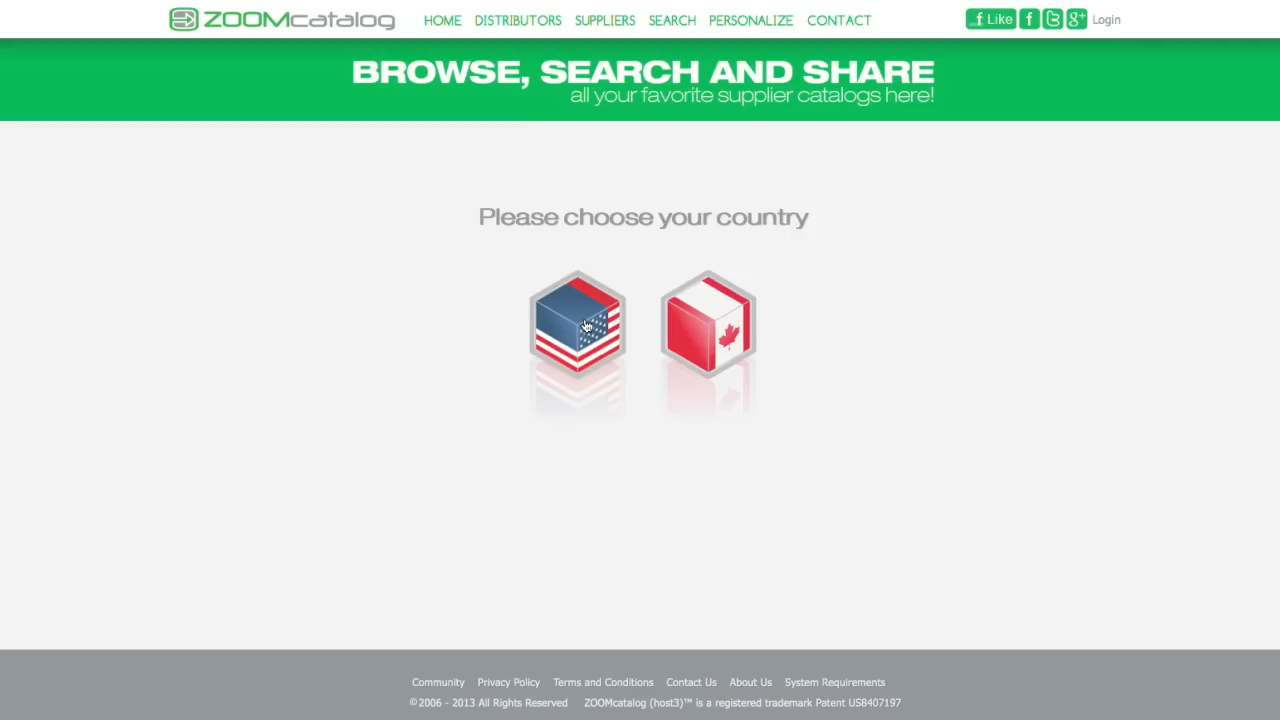 ZOOMcatalog HOME DISTRIBUTORS SUPPLIERS SEARCH PERSONALIZE CONTACT f Like f t g+ Login
BROWSE, SEARCH AND SHARE
all your favorite supplier catalogs here!
Please choose your country
Community Privacy Policy Terms and Conditions Contact Us About Us System Requirements
©2006 - 2013 All Rights Reserved ZOOMcatalog (host3)™ is a registered trademark Patent US8407197